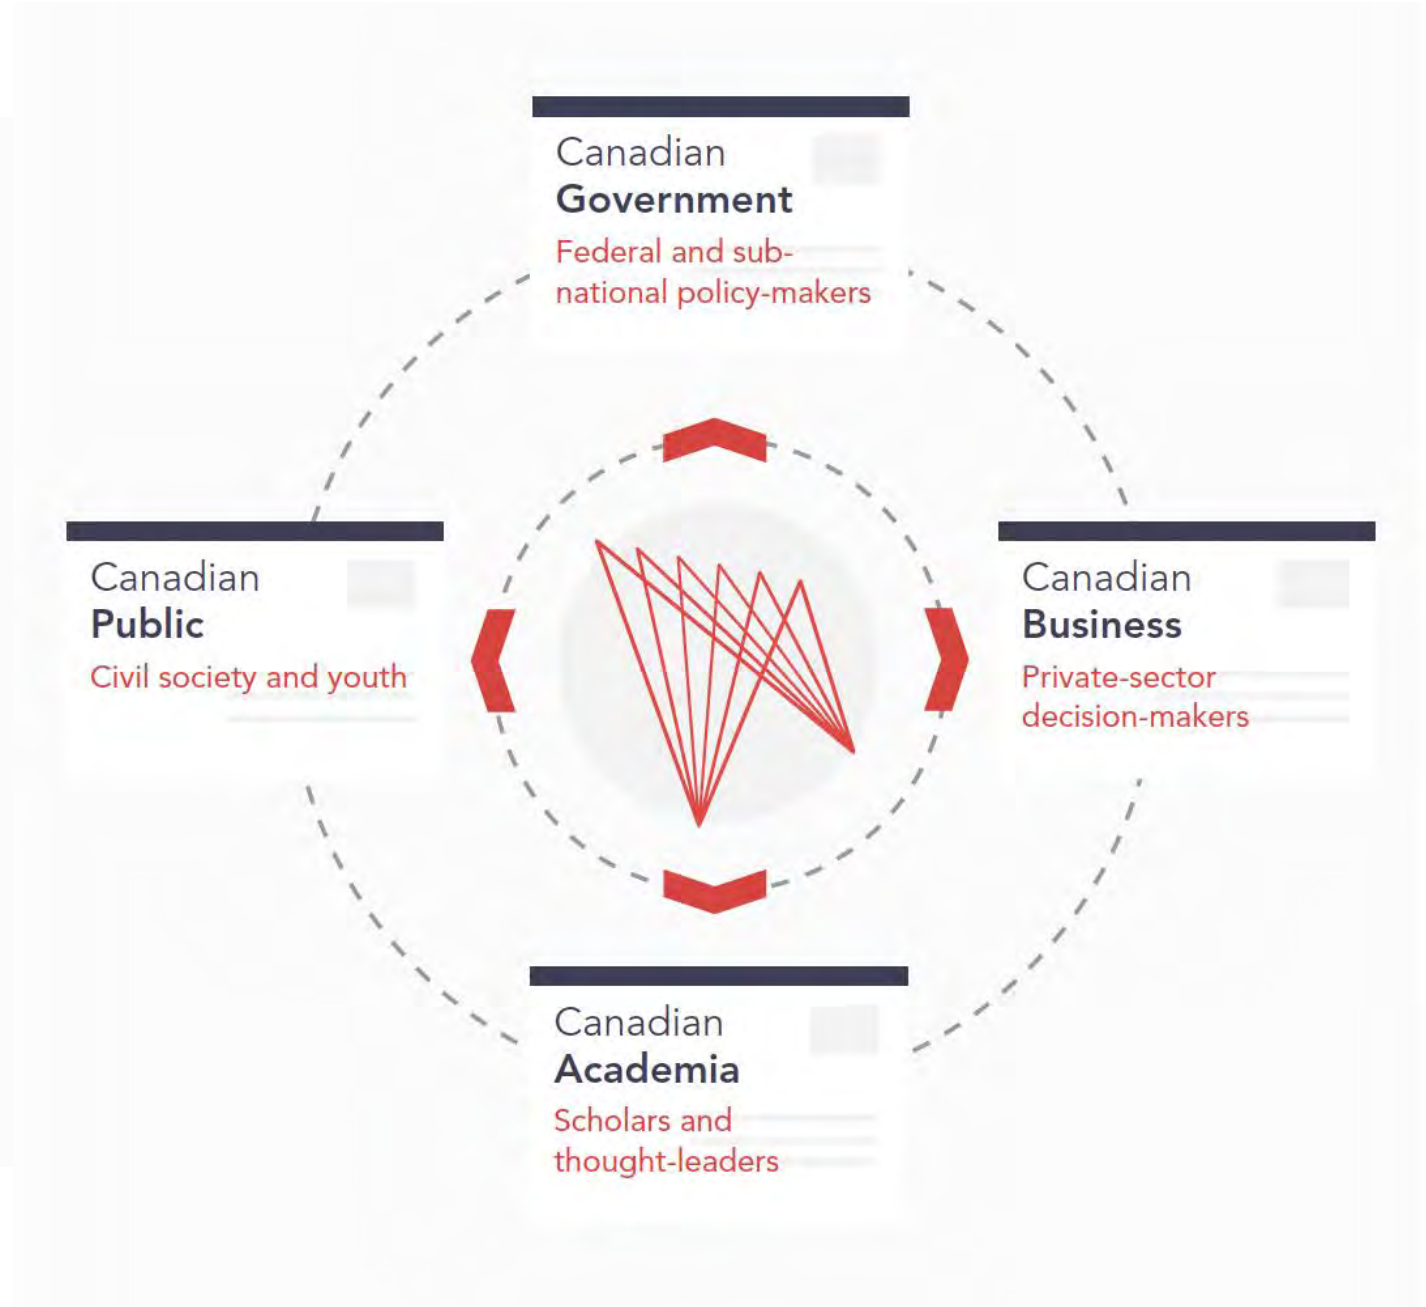 Canadian
Government
Federal and sub-
national policy-makers
Canadian
Public
Civil society and youth
Canadian
Business
Private-sector
decision-makers
Canadian
Academia
Scholars and
thought-leaders